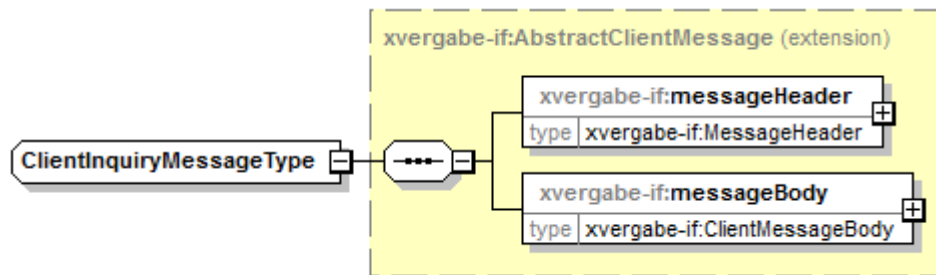 xvergabe-if:AbstractClientMessage (extension)
xvergabe-if:messageHeader
type xvergabe-if:MessageHeader
ClientInquiryMessageType
xvergabe-if:messageBody
type xvergabe-if:ClientMessageBody